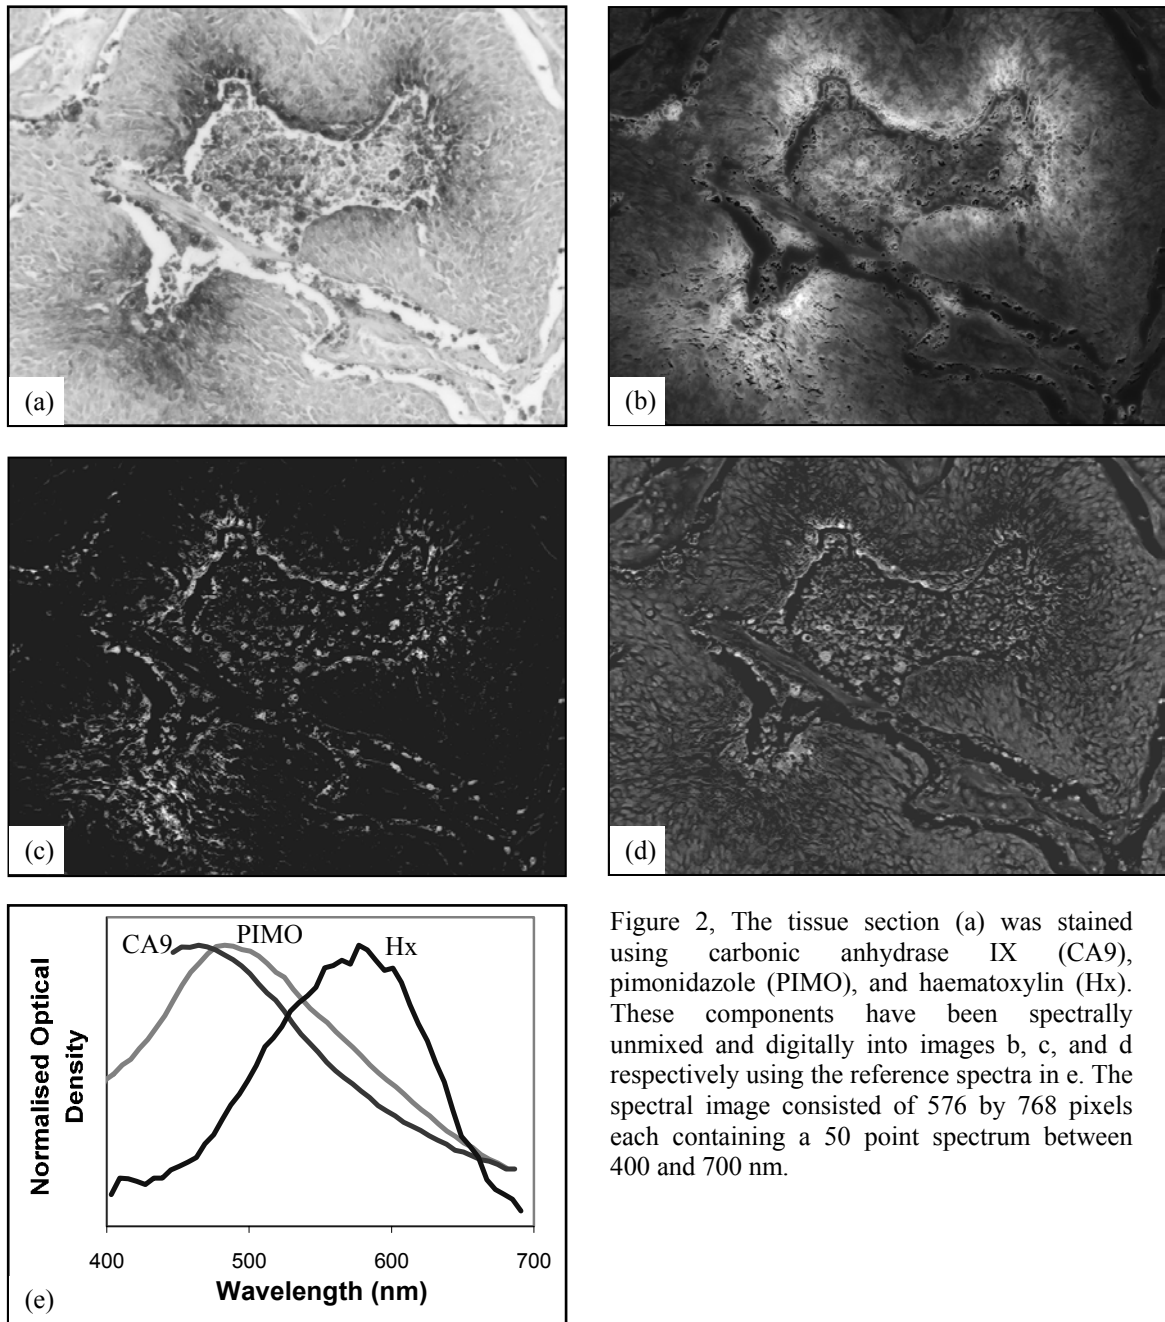 (a)
(b)
(c)
(d)
CA9
PIMO
Hx
Normalised Optical
Density
400
500
600
700
Wavelength (nm)
(e)
Figure 2, The tissue section (a) was stained
using carbonic anhydrase IX (CA9),
pimonidazole (PIMO), and haematoxylin (Hx).
These components have been spectrally
unmixed and digitally into images b, c, and d
respectively using the reference spectra in e. The
spectral image consisted of 576 by 768 pixels
each containing a 50 point spectrum between
400 and 700 nm.